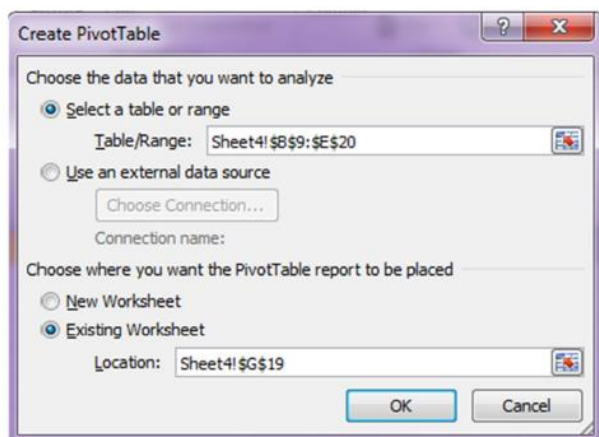 Create PivotTable
Choose the data that you want to analyze
Select a table or range
Table/Range: Sheet4!$B$9:$E$20
Use an external data source
Choose Connection...
Connection name:
Choose where you want the PivotTable report to be placed
New Worksheet
Existing Worksheet
Location: Sheet4!$G$19
OK Cancel